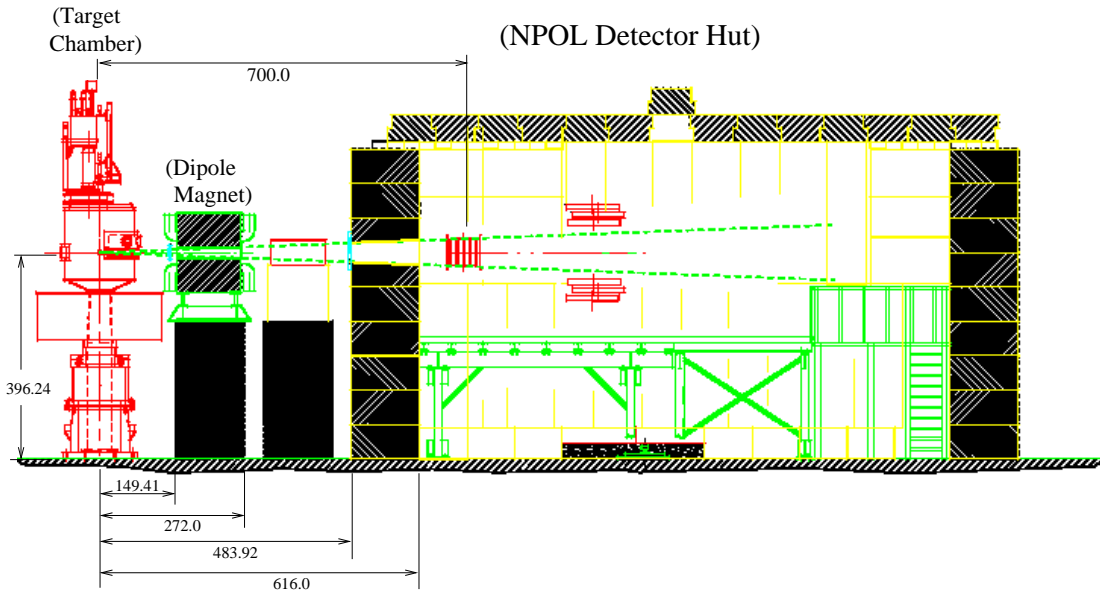 (Target
Chamber)
(NPOL Detector Hut)
700.0
(Dipole
Magnet)
396.24
149.41
272.0
483.92
616.0